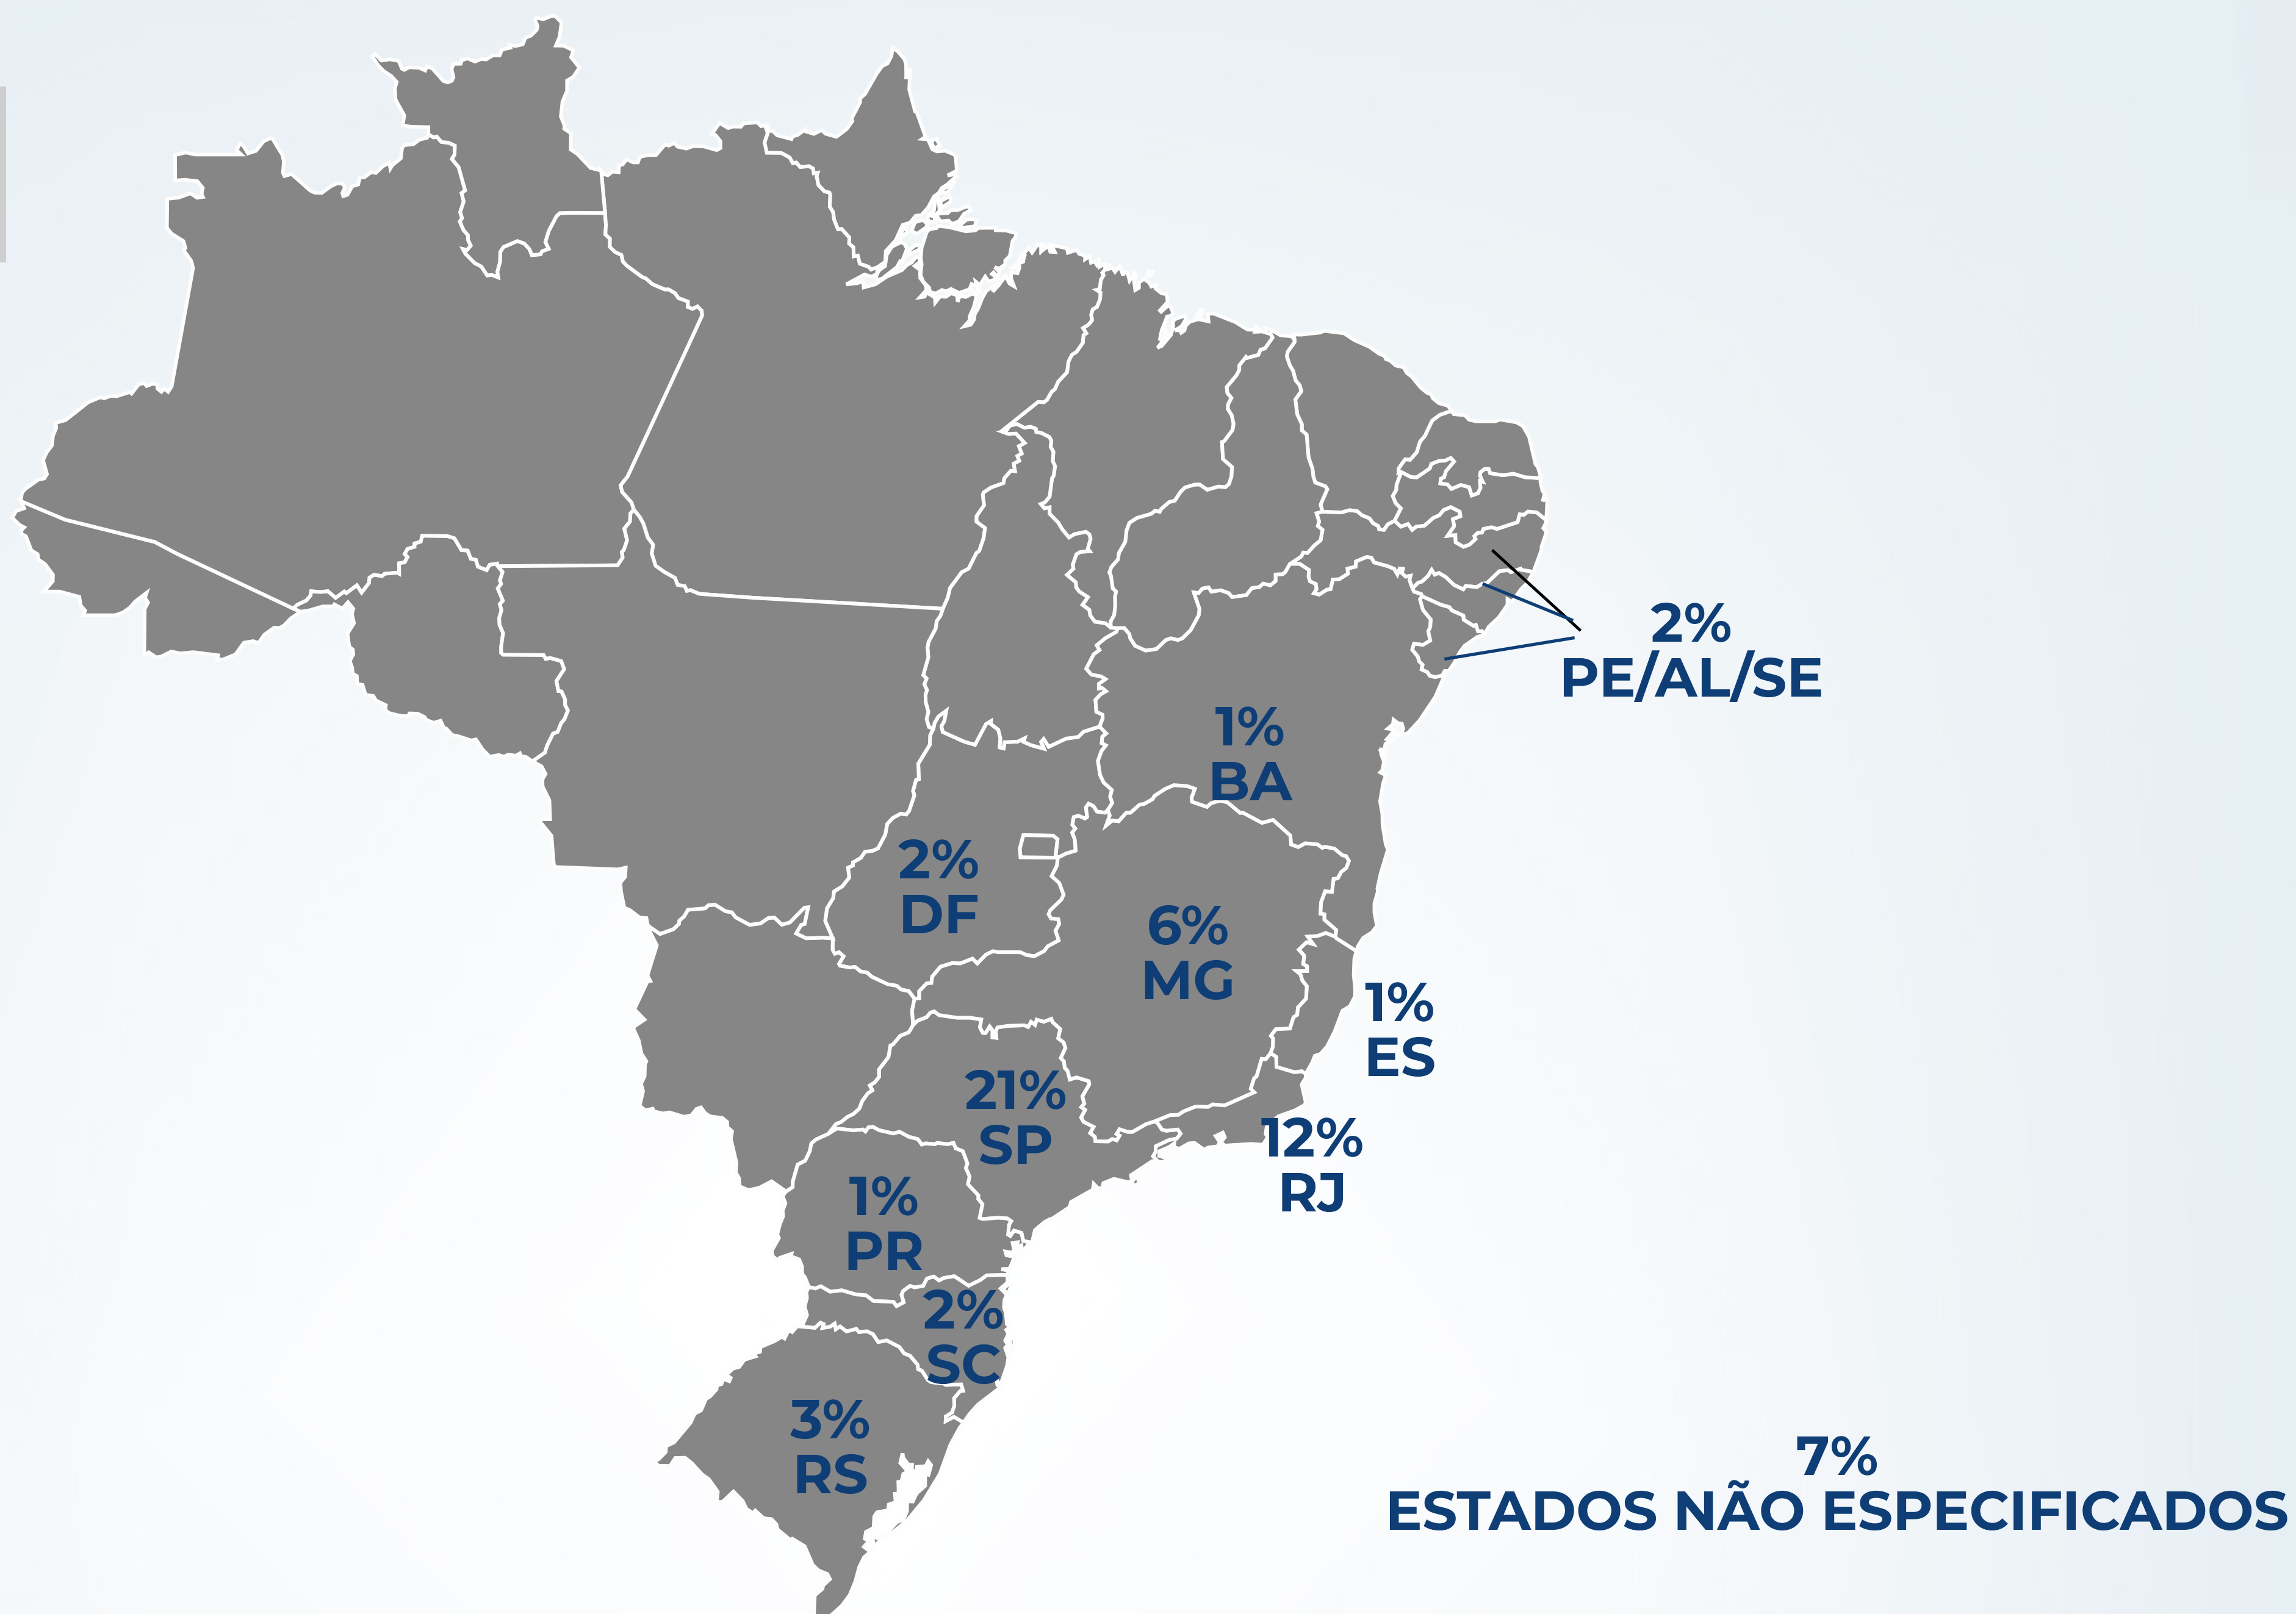 2%
PE/AL/SE
1%
BA
2%
DF
6%
MG
1%
ES
21%
SP
12%
RJ
1%
PR
2%
SC
3%
RS
7%
ESTADOS NÃO ESPECIFICADOS